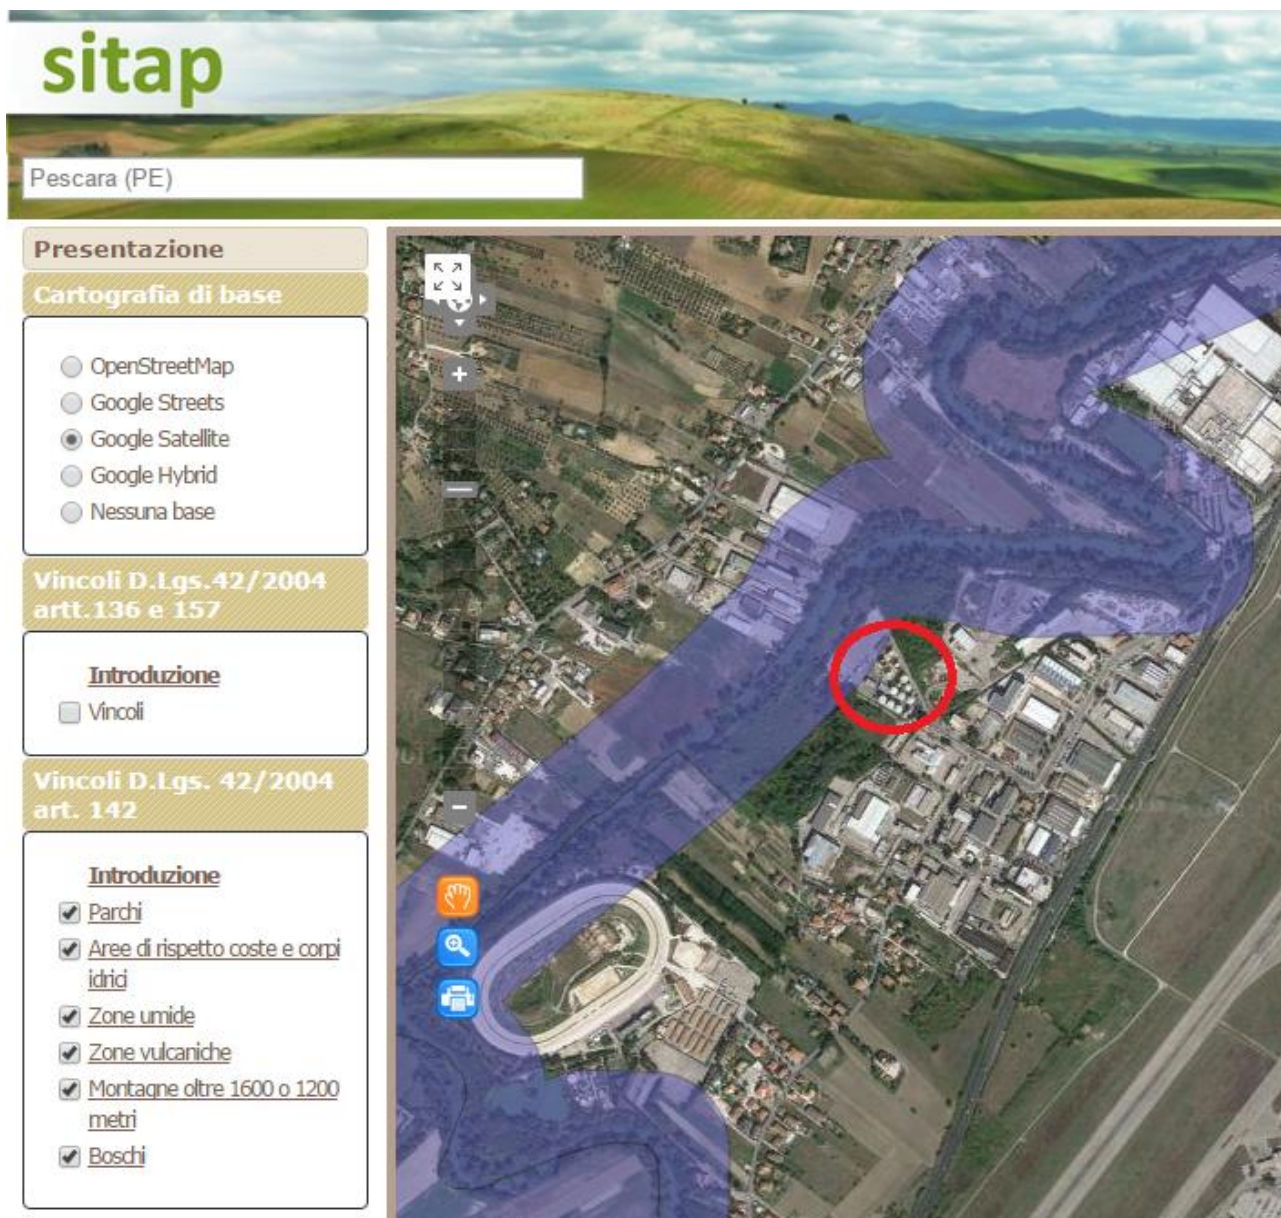 sitap
Pescara (PE)
Presentazione
Cartografia di base
OpenStreetMap
Google Streets
Google Satellite
Google Hybrid
Nessuna base
Vincoli D.Lgs.42/2004
artt.136 e 157
Introduzione
Vincoli
Vincoli D.Lgs. 42/2004
art. 142
Introduzione
Parchi
Aree di rispetto coste e corpi
idrici
Zone umide
Zone vulcaniche
Montagne oltre 1600 o 1200
metri
Boschi